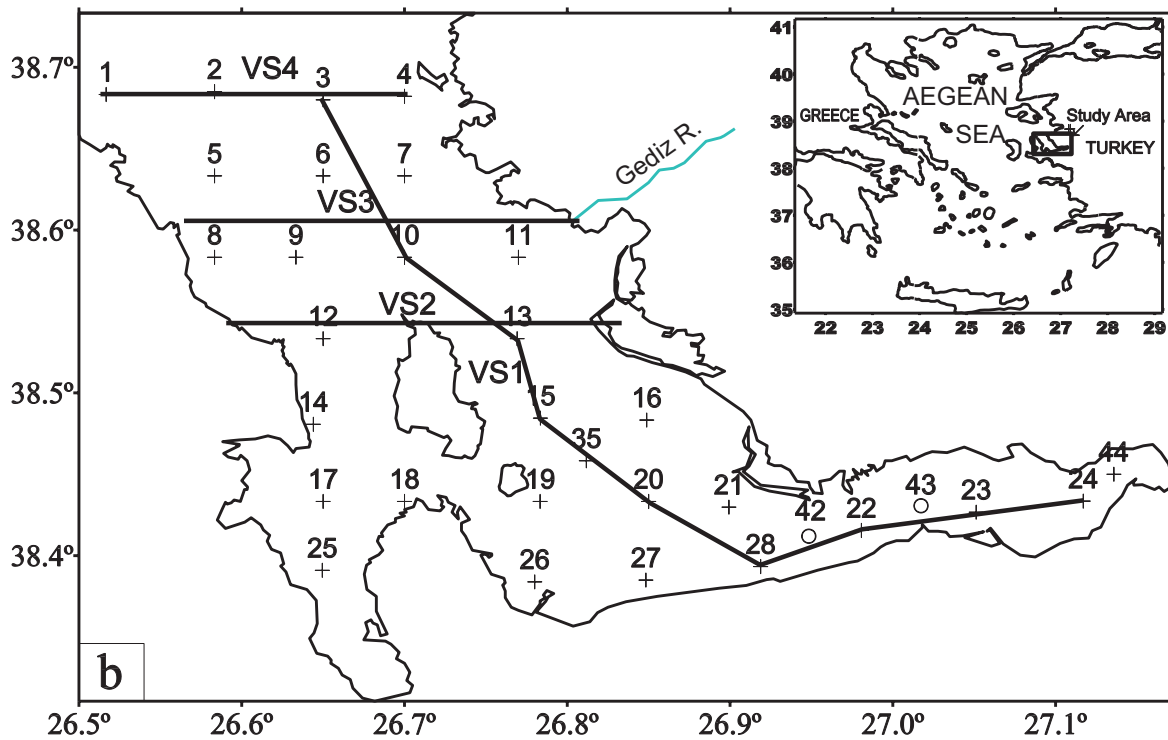 38.7º
38.6º
38.5º
38.4º
26.5º 26.6º 26.7º 26.8º 26.9º 27.0º 27.1º
1 2 VS4 3 4
5 6 7
VS3
Gediz R.
8 9 10 11
VS2
12 13
VS1
14 15 16
35
17 18 19 20 21 42 22 43 23 24 44
25 26 27 28
b
41
40
39
38
37
36
35
22 23 24 25 26 27 28 29
AEGEAN
SEA
GREECE
Study Area
TURKEY